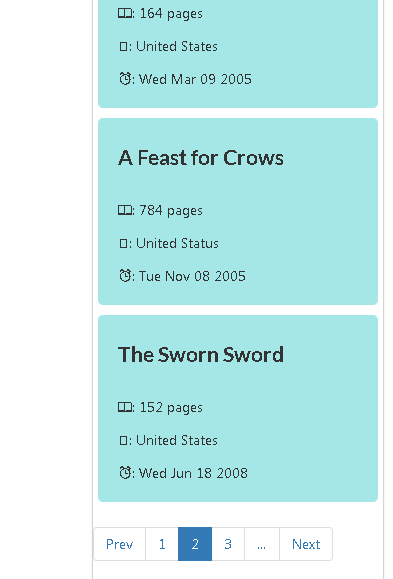 : 164 pages
: United States
: Wed Mar 09 2005
A Feast for Crows
: 784 pages
: United Status
: Tue Nov 08 2005
The Sworn Sword
: 152 pages
: United States
: Wed Jun 18 2008
Prev 1 2 3 ... Next